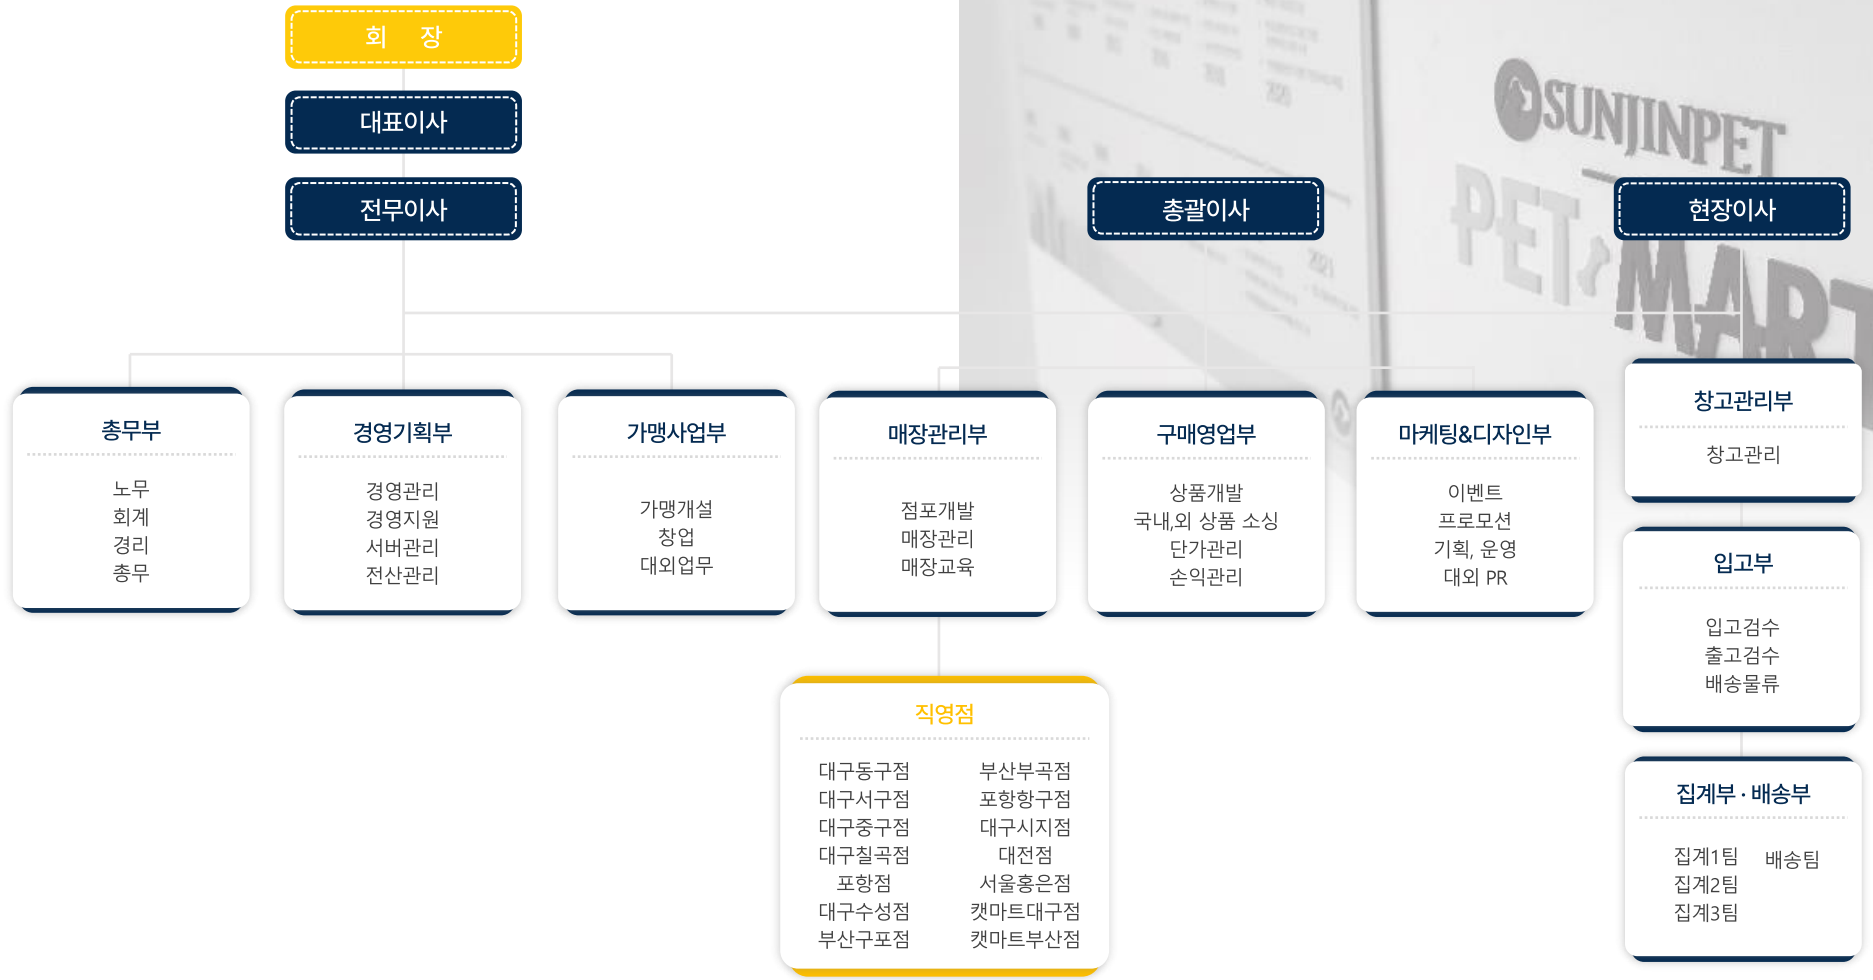 회 장
대표이사
전무이사
총괄이사
현장이사
SUNJINPET
PET MART
2020
2021
총무부
노무
회계
경리
총무
경영기획부
경영관리
경영지원
서버관리
전산관리
가맹사업부
가맹개설
창업
대외업무
매장관리부
점포개발
매장관리
매장교육
구매영업부
상품개발
국내,외 상품 소싱
단가관리
손익관리
마케팅&디자인부
이벤트
프로모션
기획, 운영
대외 PR
창고관리부
창고관리
입고부
입고검수
출고검수
배송물류
집계부 · 배송부
집계1팀
집계2팀
집계3팀
배송팀
직영점
대구동구점
대구서구점
대구중구점
대구칠곡점
포항점
대구수성점
부산구포점
부산부곡점
포항항구점
대구시지점
대전점
서울홍은점
캣마트대구점
캣마트부산점